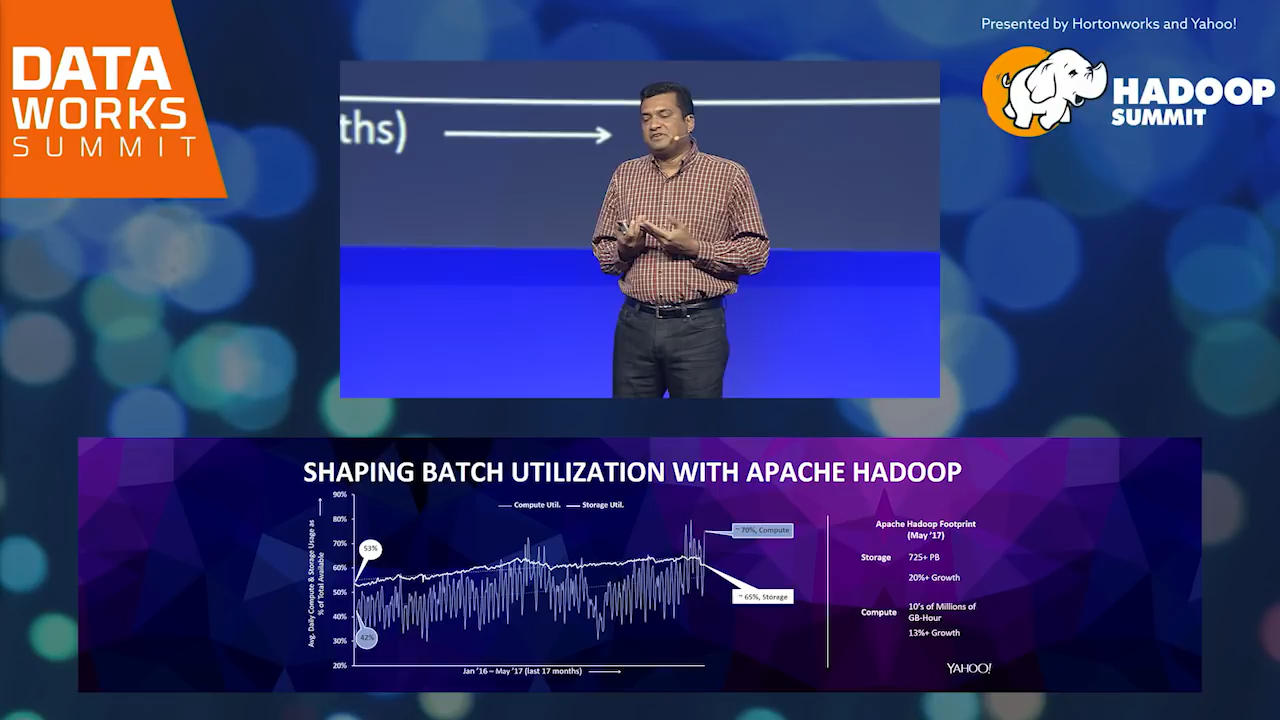 DATA
WORKS
SUMMIT
Presented by Hortonworks and Yahoo!
HADOOP
SUMMIT
ths)
SHAPING BATCH UTILIZATION WITH APACHE HADOOP
Avg. Daily Compute & Storage Usage as
% of Total Available
90%
80%
70%
60%
50%
40%
30%
20%
Compute Util.
Storage Util.
53%
42%
~ 70%, Compute
~ 65%, Storage
Jan '16 – May '17 (last 17 months)
Apache Hadoop Footprint
(May '17)
Storage 725+ PB
20%+ Growth
Compute 10's of Millions of
GB-Hour
13%+ Growth
YAHOO!